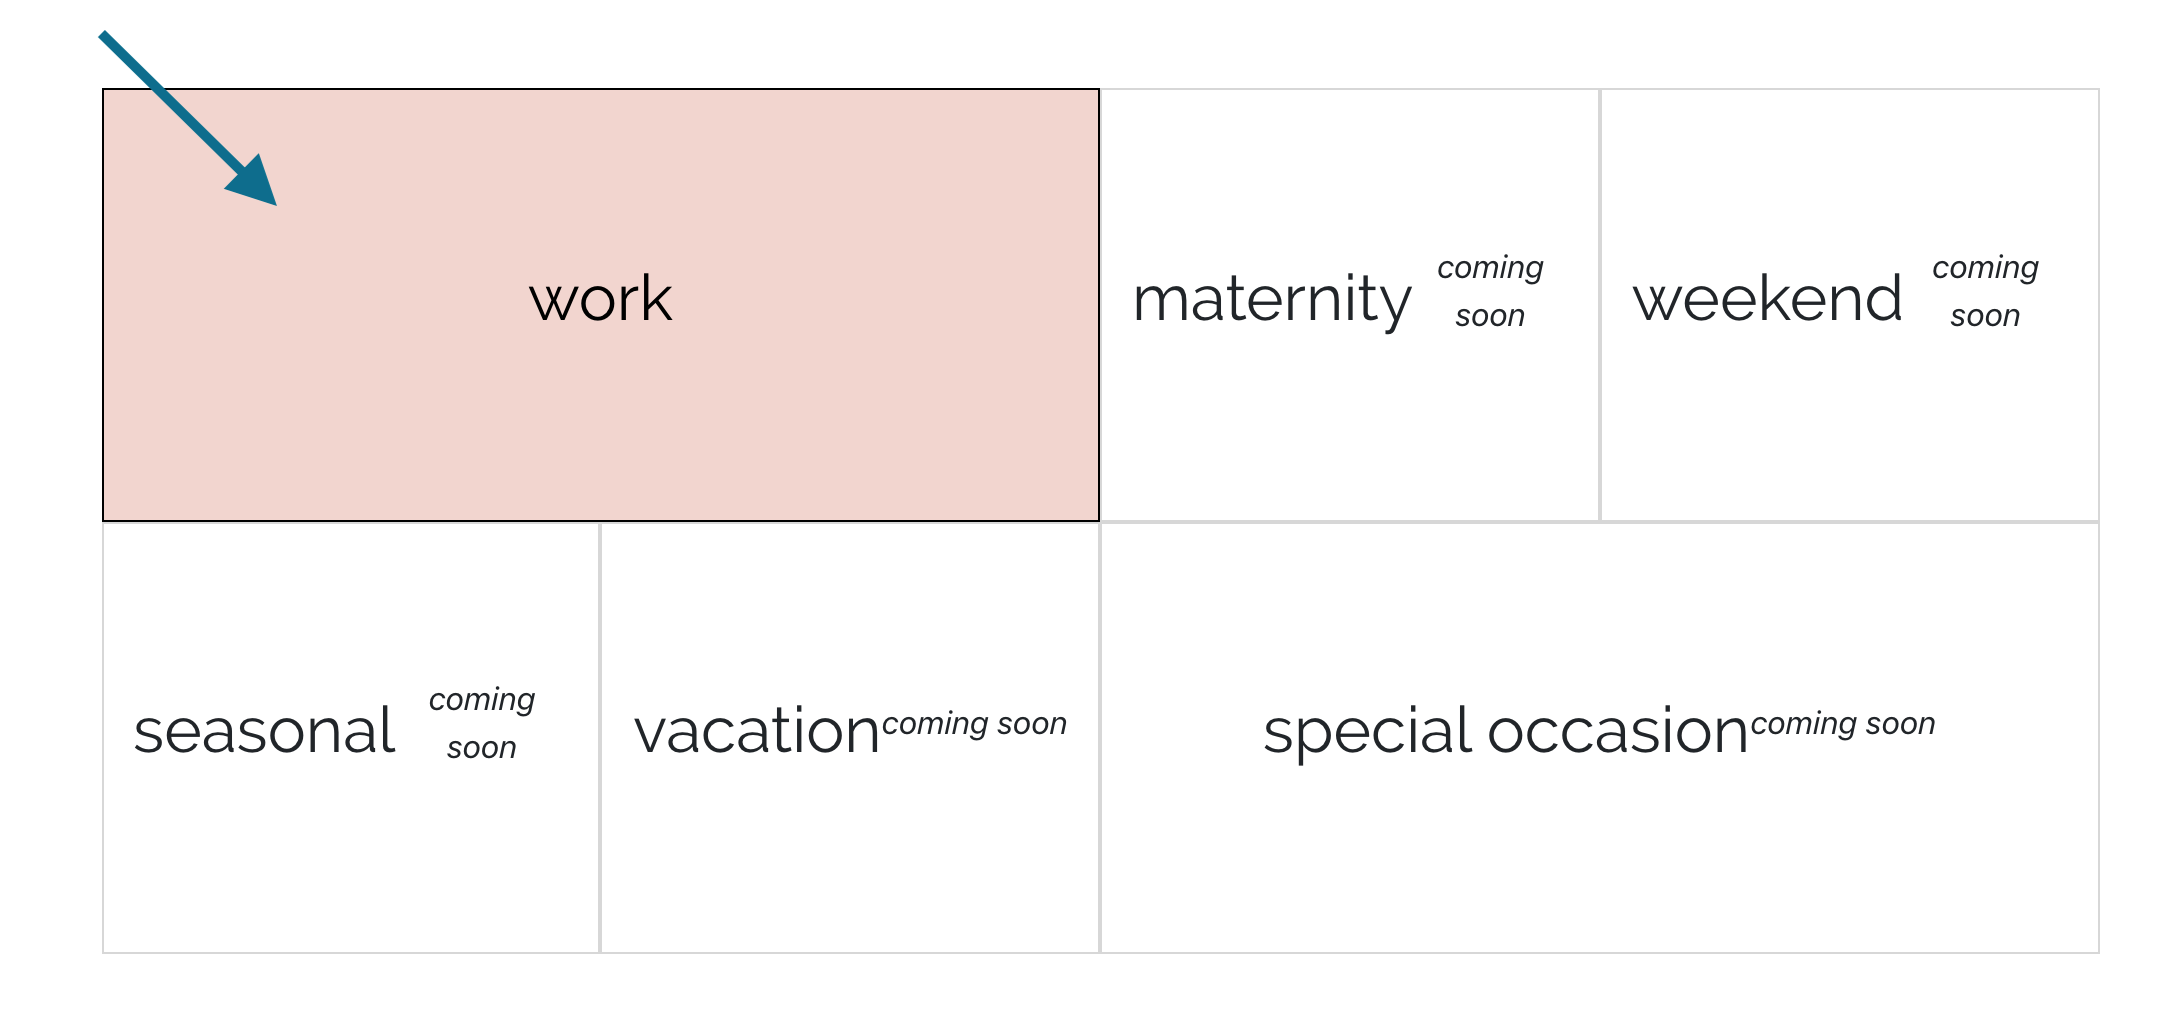 work
maternity coming soon
weekend coming soon
seasonal coming soon
vacation coming soon
special occasion coming soon